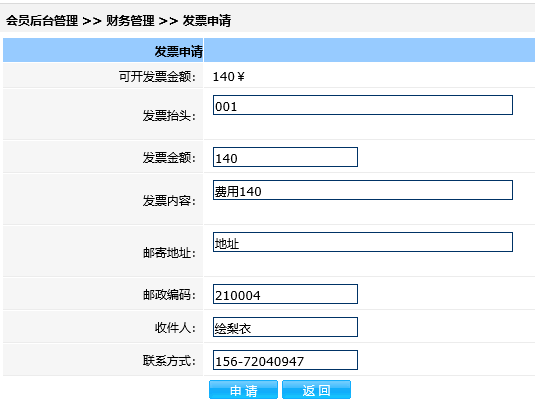 会员后台管理 >> 财务管理 >> 发票申请
发票申请
可开发票金额： 140￥
发票抬头： 001
发票金额： 140
发票内容： 费用140
邮寄地址： 地址
邮政编码： 210004
收件人： 绘梨衣
联系方式： 156-72040947
申 请 返 回